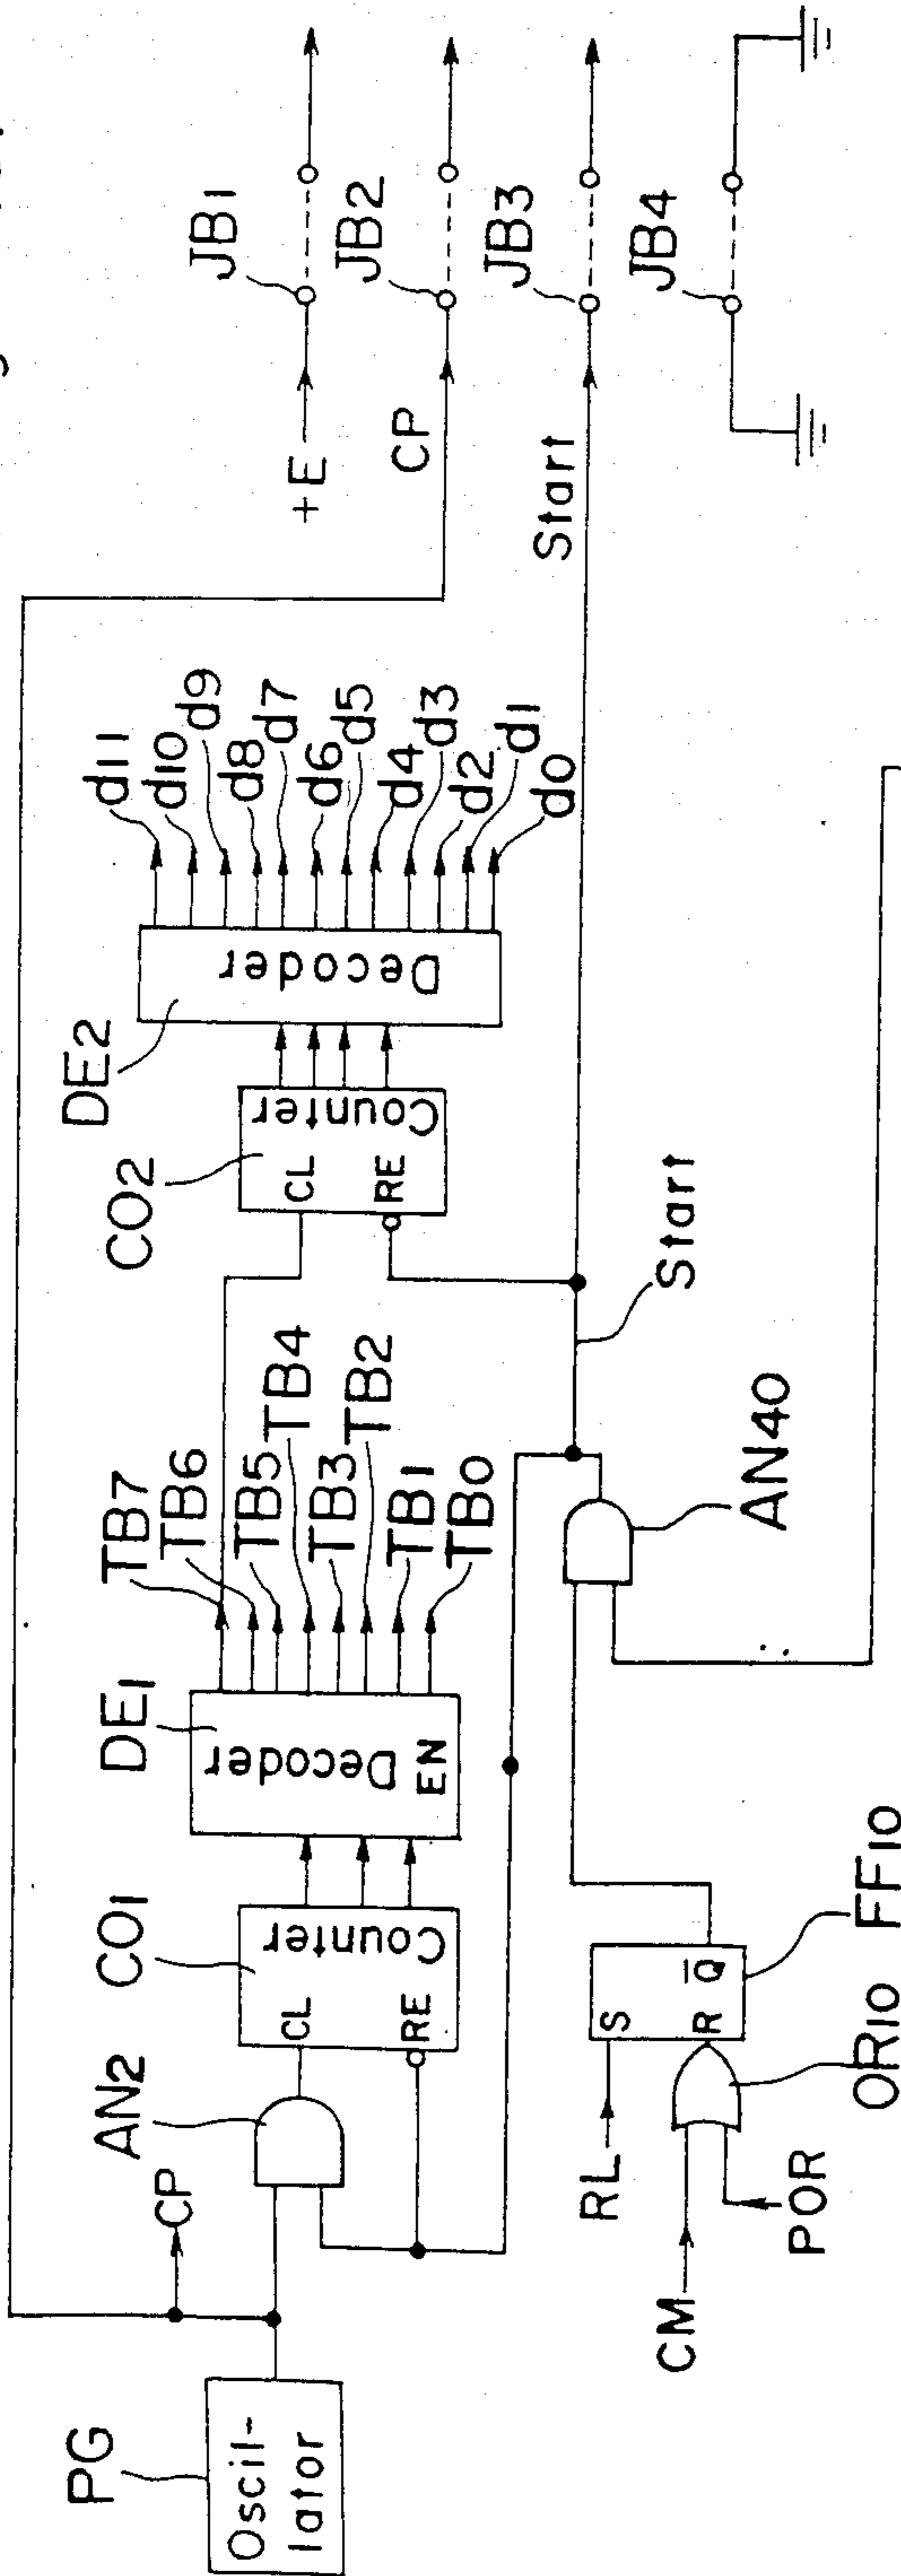 PG
Oscil-
lator
CP
AN2
CO1
CL
RE
Counter
DE1
Decoder
EN
TB7
TB6
TB5
TB4
TB3
TB2
TB1
TB0
CO2
CL
RE
Counter
DE2
Decoder
d11
d10
d9
d8
d7
d6
d5
d4
d3
d2
d1
d0
+E
JB1
CP
JB2
Start
JB3
JB4
Start
AN40
RL
S
R
Q̅
FF10
OR10
CM
POR